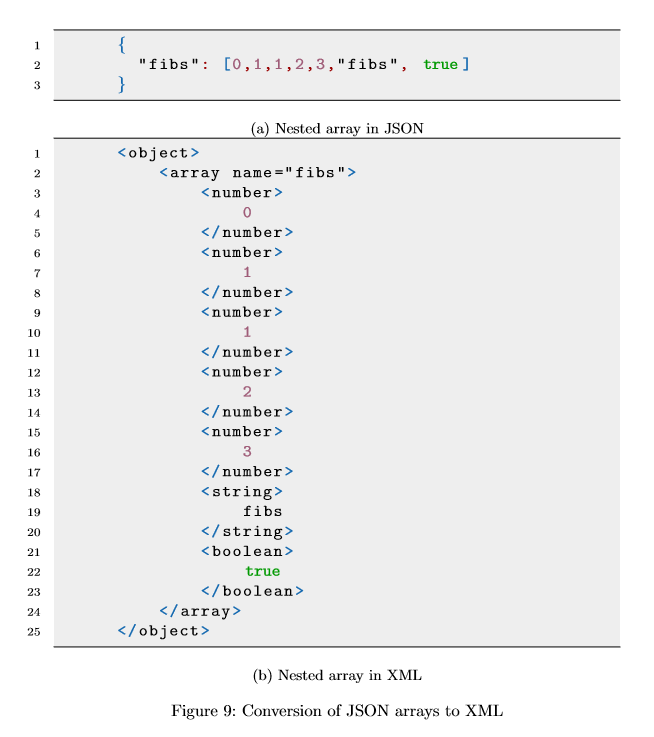 1 {
2 "fibs": [0,1,1,2,3,"fibs", true]
3 }
(a) Nested array in JSON
1 <object>
2 <array name="fibs">
3 <number>
4 0
5 </number>
6 <number>
7 1
8 </number>
9 <number>
10 1
11 </number>
12 <number>
13 2
14 </number>
15 <number>
16 3
17 </number>
18 <string>
19 fibs
20 </string>
21 <boolean>
22 true
23 </boolean>
24 </array>
25 </object>
(b) Nested array in XML
Figure 9: Conversion of JSON arrays to XML